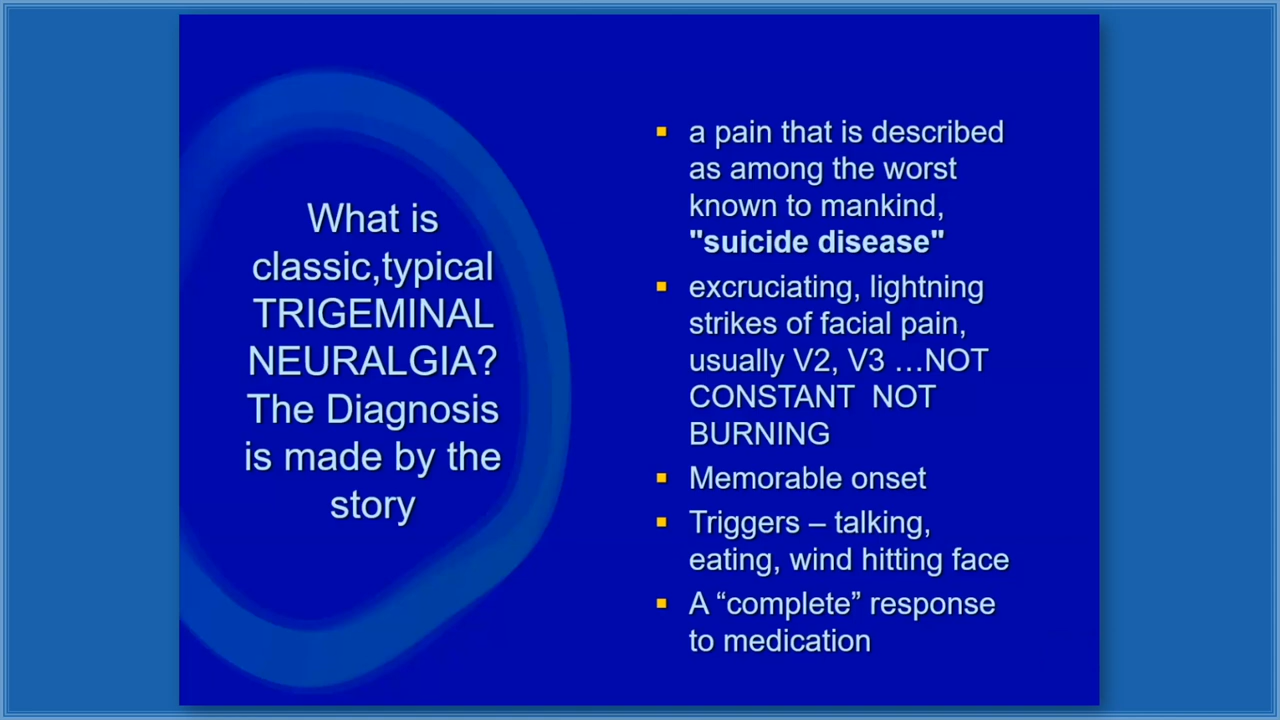 What is
classic,typical
TRIGEMINAL
NEURALGIA?
The Diagnosis
is made by the
story
a pain that is described
as among the worst
known to mankind,
"suicide disease"
excruciating, lightning
strikes of facial pain,
usually V2, V3 …NOT
CONSTANT  NOT
BURNING
Memorable onset
Triggers – talking,
eating, wind hitting face
A “complete” response
to medication